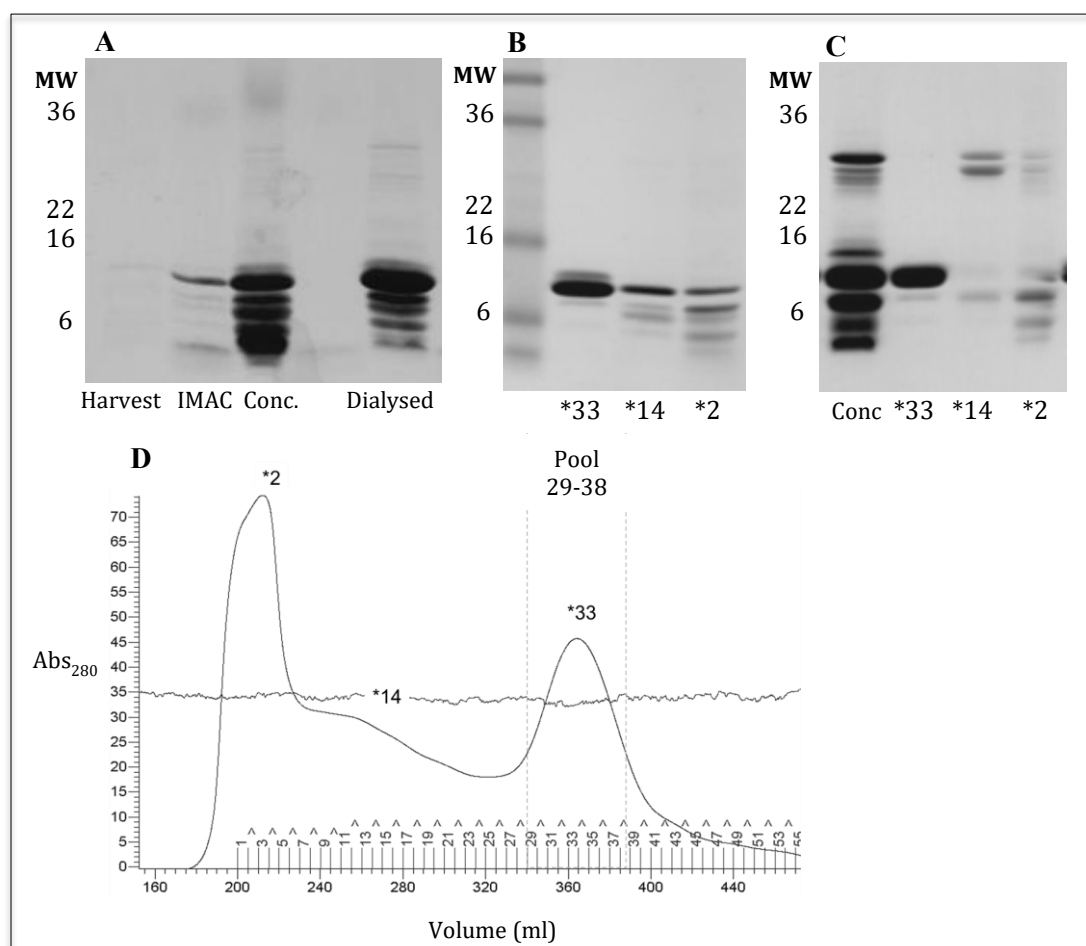 A
MW
36
22
16
6
Harvest IMAC Conc. Dialysed
B
MW
36
22
16
6
*33 *14 *2
C
MW
36
22
16
6
Conc *33 *14 *2
D
Pool
29-38
*2
*33
*14
Abs280
70
65
60
55
50
45
40
35
30
25
20
15
10
5
0
1 3 5 7 9 11 13 15 17 19 21 23 25 27 29 31 33 35 37 39 41 43 45 47 49 51 53 55
160 200 240 280 320 360 400 440
Volume (ml)